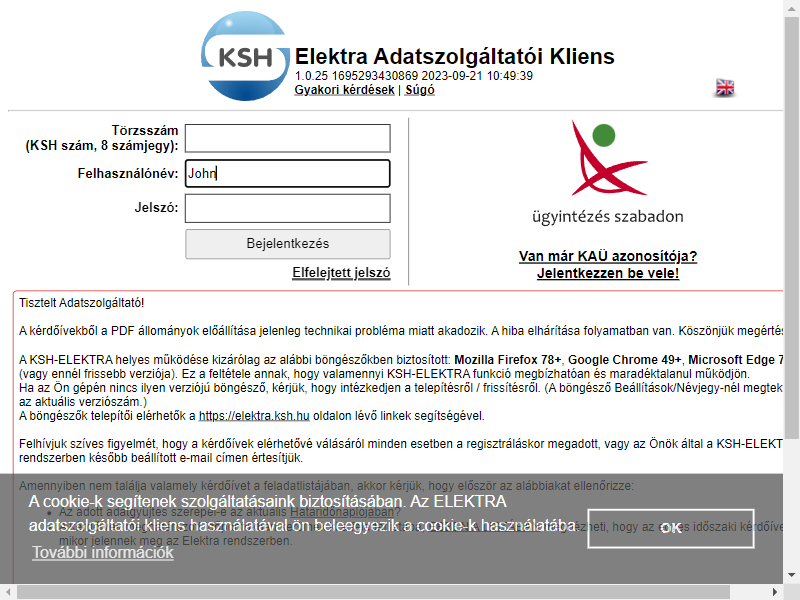 KSH
Elektra Adatszolgáltatói Kliens
1.0.25 1695293430869 2023-09-21 10:49:39
Gyakori kérdések | Súgó
Törzsszám
(KSH szám, 8 számjegy):
Felhasználónév:
John
Jelszó:
Bejelentkezés
Elfelejtett jelszó
ügyintézés szabadon
Van már KAÜ azonosítója?
Jelentkezzen be vele!
Tisztelt Adatszolgáltató!
A kérdőívekből a PDF állományok előállítása jelenleg technikai probléma miatt akadozik. A hiba elhárítása folyamatban van. Köszönjük megértés
A KSH-ELEKTRA helyes működése kizárólag az alábbi böngészőkben biztosított: Mozilla Firefox 78+, Google Chrome 49+, Microsoft Edge 7
(vagy ennél frissebb verziója). Ez a feltétele annak, hogy valamennyi KSH-ELEKTRA funkció megbízhatóan és maradéktalanul működjön.
Ha az Ön gépén nincs ilyen verziójú böngésző, kérjük, hogy intézkedjen a telepítésről / frissítésről. (A böngésző Beállítások/Névjegy-nél megtek
az aktuális verziószám.)
A böngészők telepítői elérhetők a https://elektra.ksh.hu oldalon lévő linkek segítségével.
Felhívjuk szíves figyelmét, hogy a kérdőívek elérhetővé válásáról minden esetben a regisztráláskor megadott, vagy az Önök által a KSH-ELEKT
rendszerben később beállított e-mail címen értesítjük.
Amennyiben nem találja valamely kérdőívét a feladatlistájában, akkor kérjük, hogy először az alábbiakat ellenőrizze:
A cookie-k segítenek szolgáltatásaink biztosításában. Az ELEKTRA
Az adott adatgyűjtés szerepel-e az aktuális Határidőnaplójában?
adatszolgáltatói kliens használatával ön beleegyezik a cookie-k használatába
OK
hogy az egyes időszaki kérdőíve
mikor jelennek meg az Elektra rendszerben.
További információk